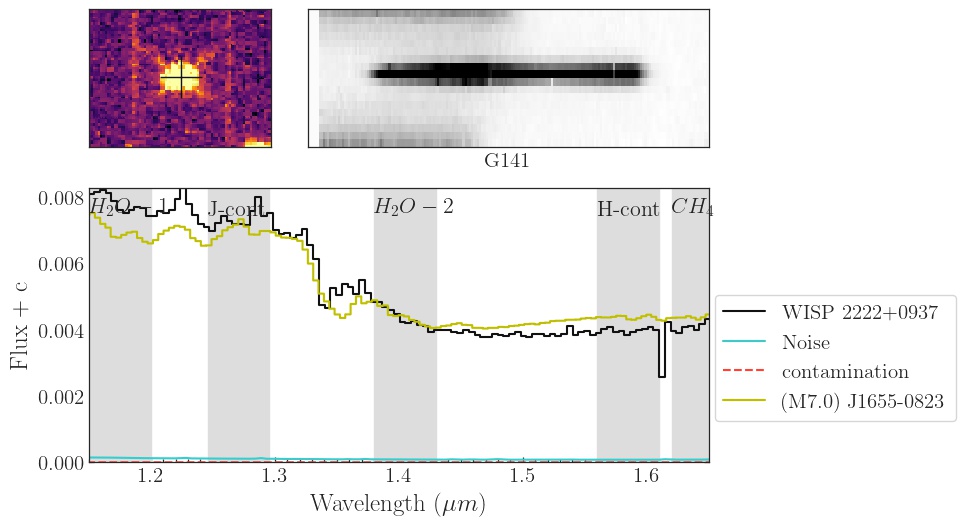 G141
H₂O − 1
J-cont
H₂O − 2
H-cont
CH₄
0.008
0.006
0.004
0.002
0.000
Flux + c
1.2
1.3
1.4
1.5
1.6
Wavelength (μm)
WISP 2222+0937
Noise
contamination
(M7.0) J1655-0823